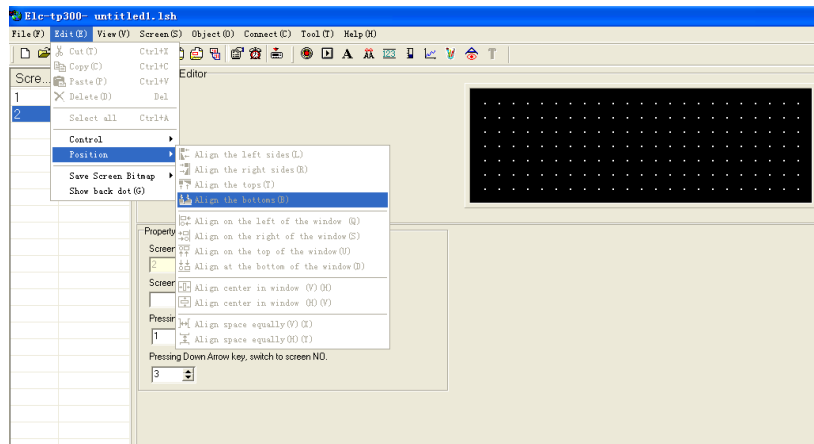 Elc-tp300- untitled1.lsh
File(F) Edit(E) View(V) Screen(S) Object(O) Connect(C) Tool(T) Help(H)
Scre...
1
2
Cut(T) Ctrl+X
Copy(C) Ctrl+C
Paste(P) Ctrl+V
Delete(D) Del
Select all Ctrl+A
Control
Position
Save Screen Bitmap
Show back dot(G)
Editor
Align the left sides(L)
Align the right sides(R)
Align the tops(T)
Align the bottoms(B)
Align on the left of the window (Q)
Align on the right of the window(S)
Align on the top of the window(U)
Align at the bottom of the window(D)
Align center in window (V)(H)
Align center in window (H)(V)
Align space equally(V)(X)
Align space equally(H)(Y)
Property
Screen
2
Screen
Pressin
1
Pressing Down Arrow key, switch to screen NO.
3